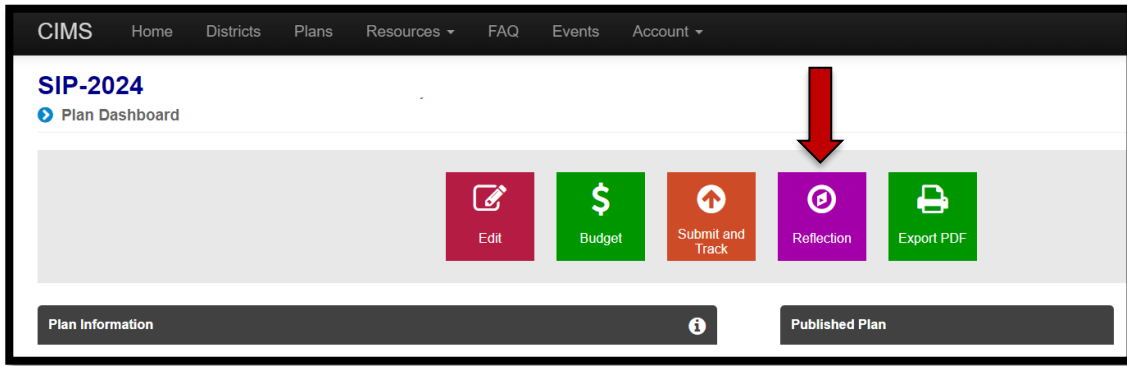 CIMS Home Districts Plans Resources FAQ Events Account
SIP-2024
Plan Dashboard
Edit
Budget
Submit and
Track
Reflection
Export PDF
Plan Information
Published Plan